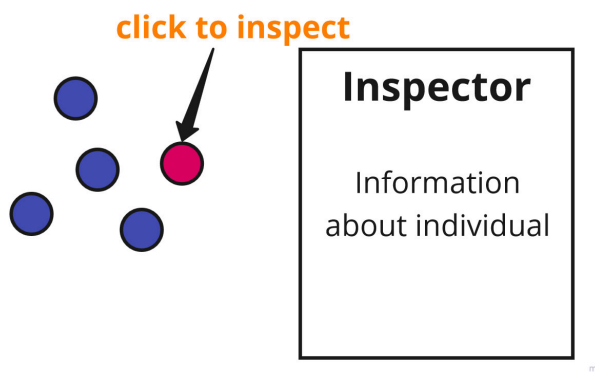 click to inspect
Inspector
Information
about individual
m